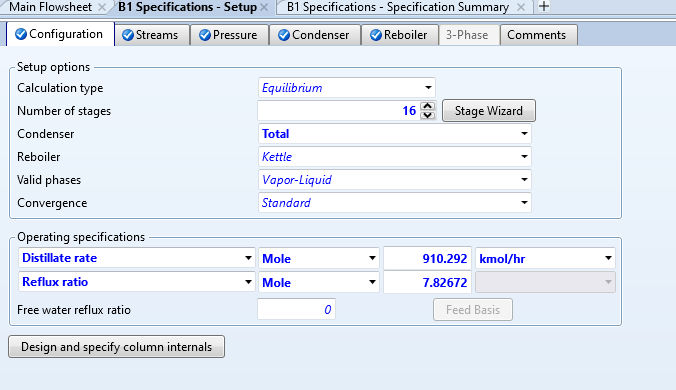 Main Flowsheet × B1 Specifications - Setup × B1 Specifications - Specification Summary × +
Configuration Streams Pressure Condenser Reboiler 3-Phase Comments
Setup options
Calculation type Equilibrium
Number of stages 16 Stage Wizard
Condenser Total
Reboiler Kettle
Valid phases Vapor-Liquid
Convergence Standard
Operating specifications
Distillate rate Mole 910.292 kmol/hr
Reflux ratio Mole 7.82672
Free water reflux ratio 0 Feed Basis
Design and specify column internals